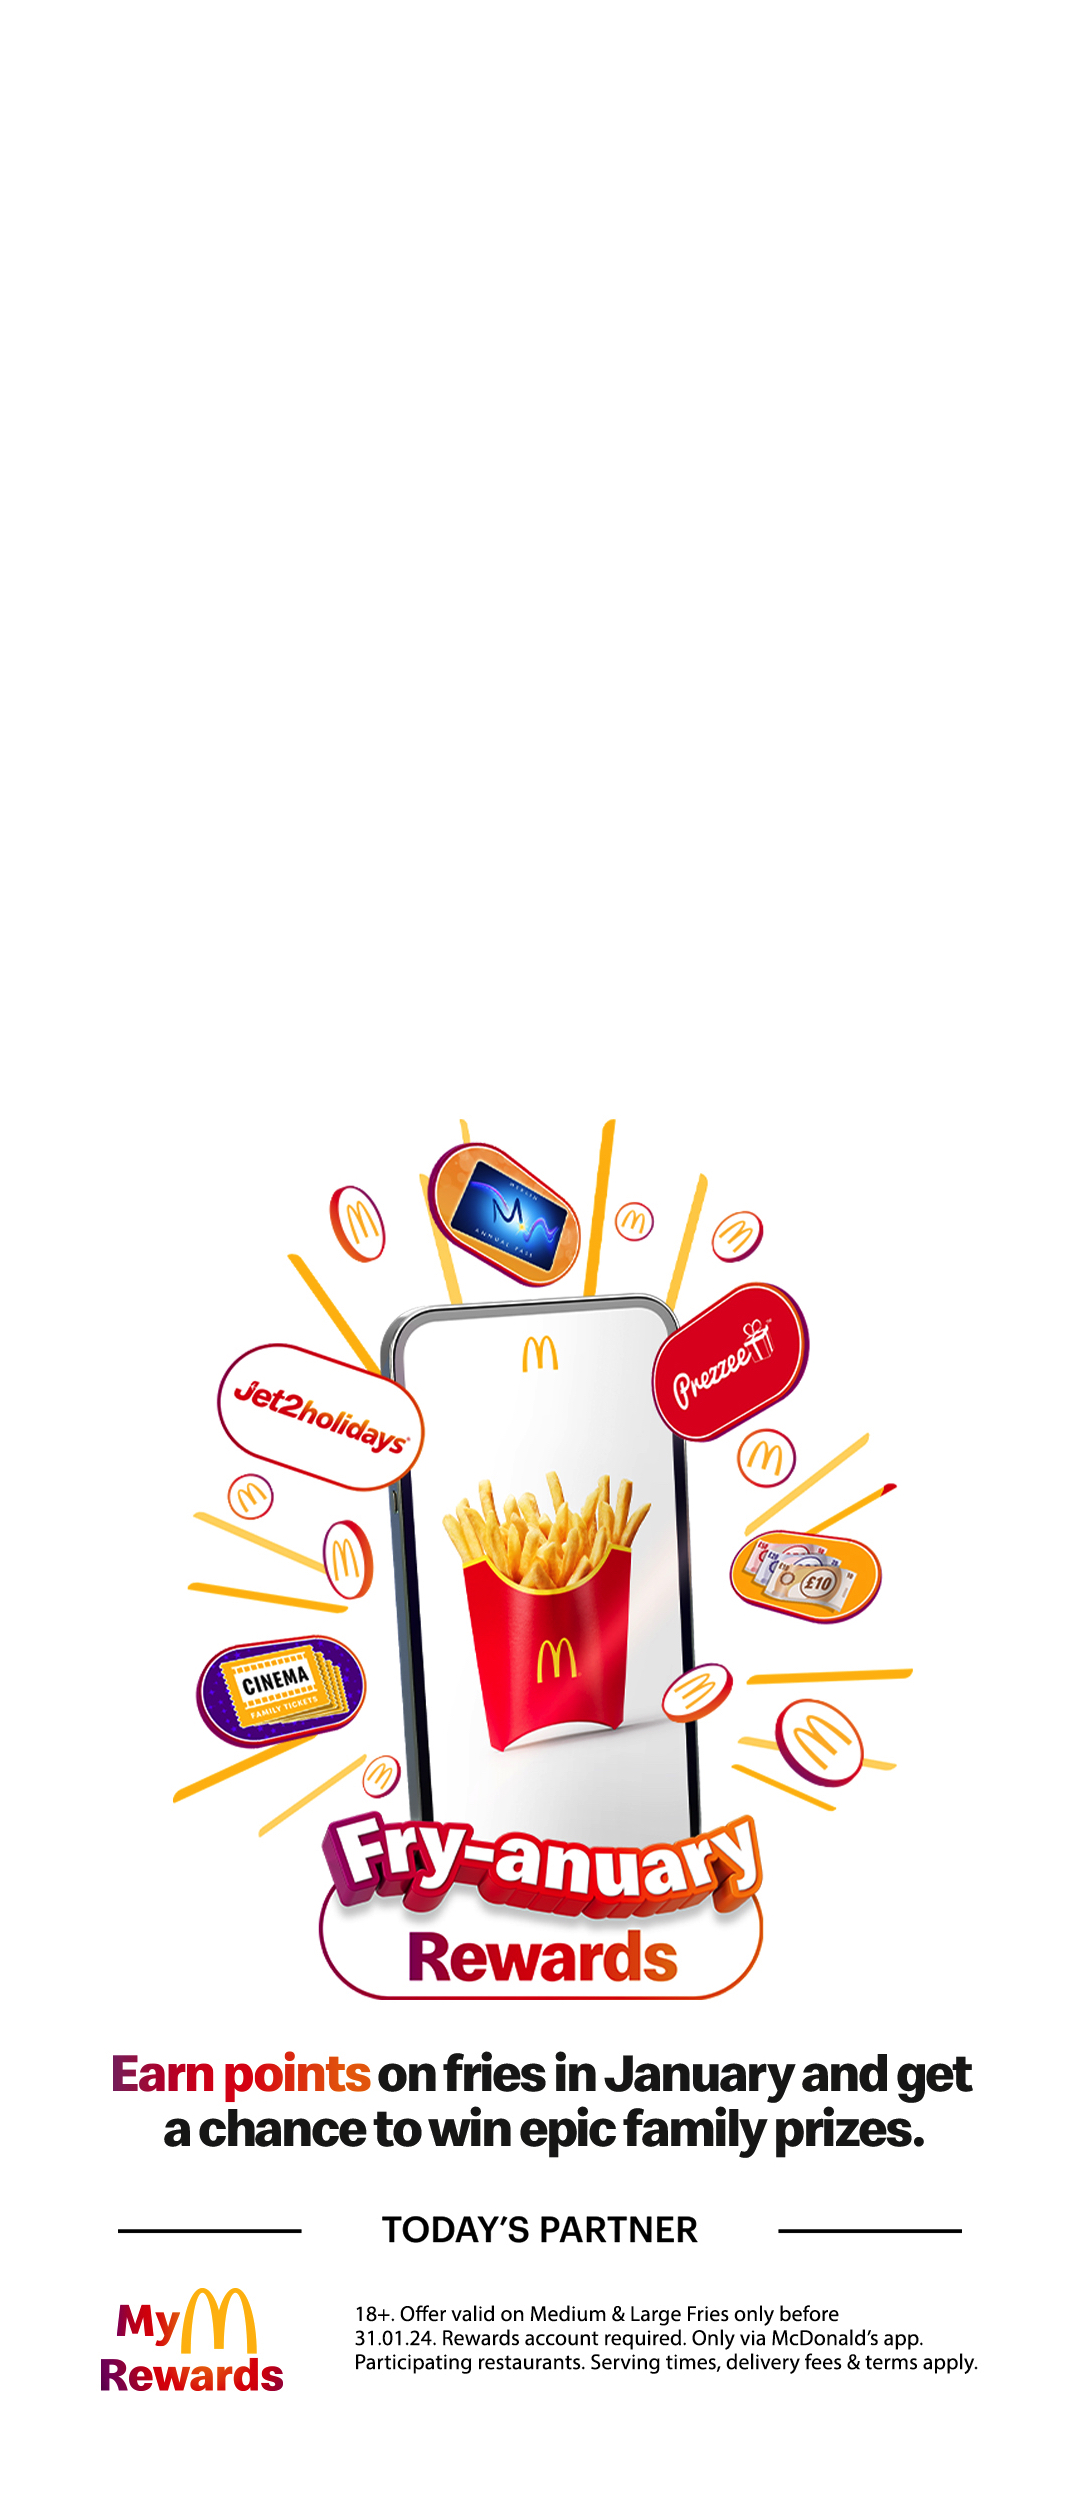 MERLIN
ANNUAL PASS
Prezzee
Jet2holidays
£10
CINEMA
FAMILY TICKETS
Fry-anuary
Rewards
Earn points on fries in January and get
a chance to win epic family prizes.
TODAY'S PARTNER
My
Rewards
18+. Offer valid on Medium & Large Fries only before
31.01.24. Rewards account required. Only via McDonald's app.
Participating restaurants. Serving times, delivery fees & terms apply.